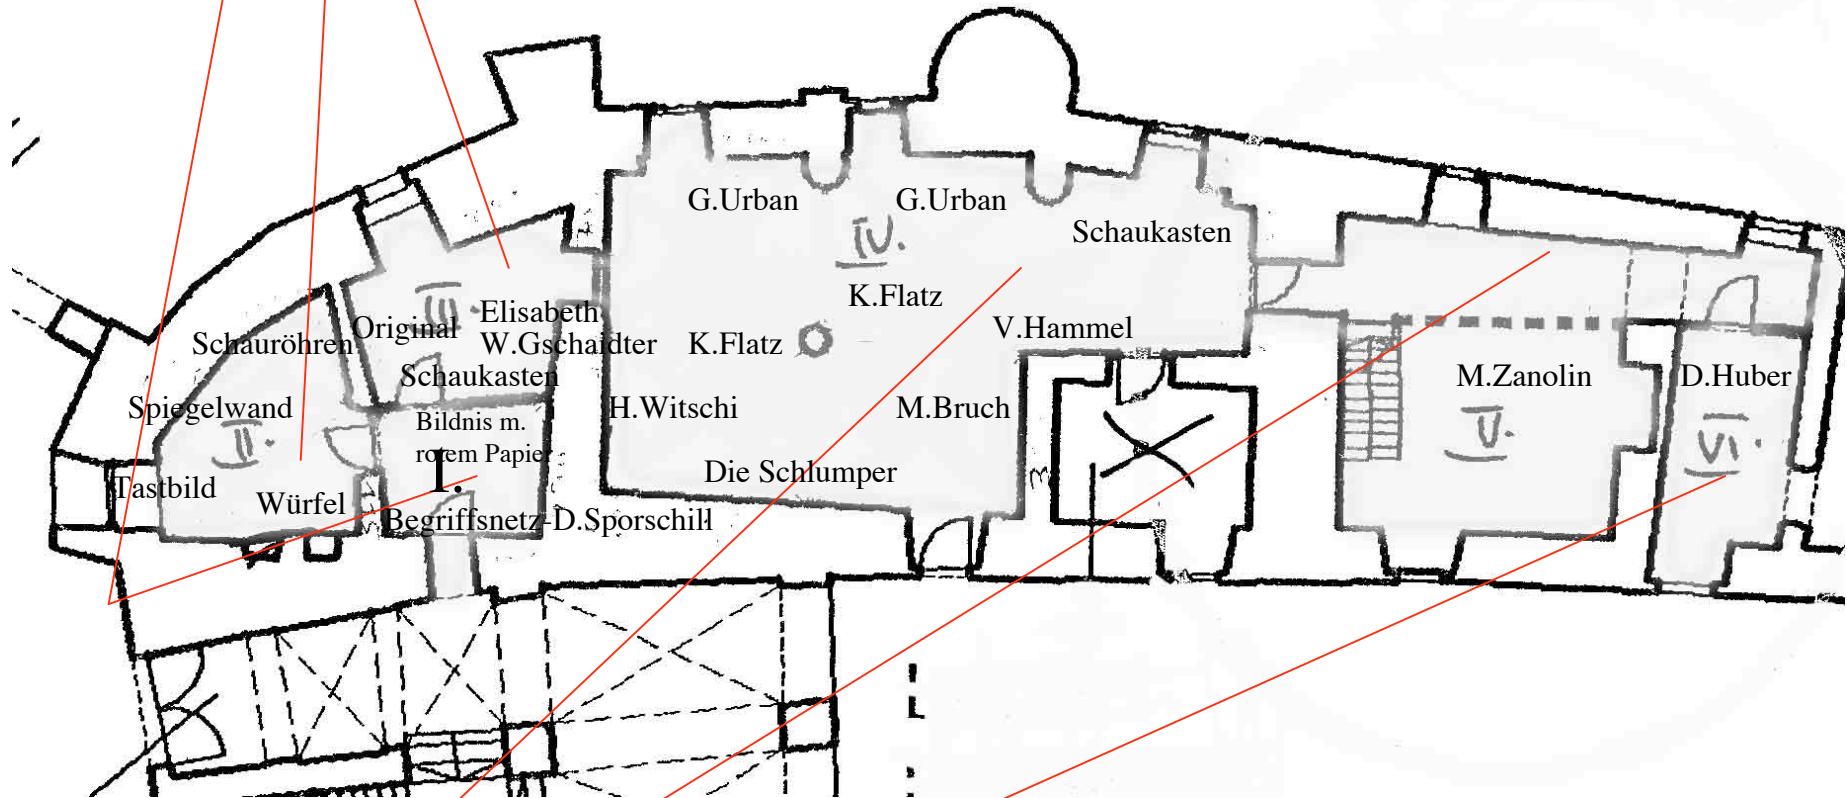 G.Urban
G.Urban
IV.
Schaukasten
K.Flatz
III.
Elisabeth
Original
W.Gschaidter
K.Flatz
V.Hammel
Schauröhren
Schaukasten
M.Zanolin
D.Huber
Spiegelwand
Bildnis m.
rotem Papier
H.Witschi
M.Bruch
II.
V.
VI.
I.
Die Schlumper
Tastbild
Würfel
Begriffsnetz-D.Sporschill